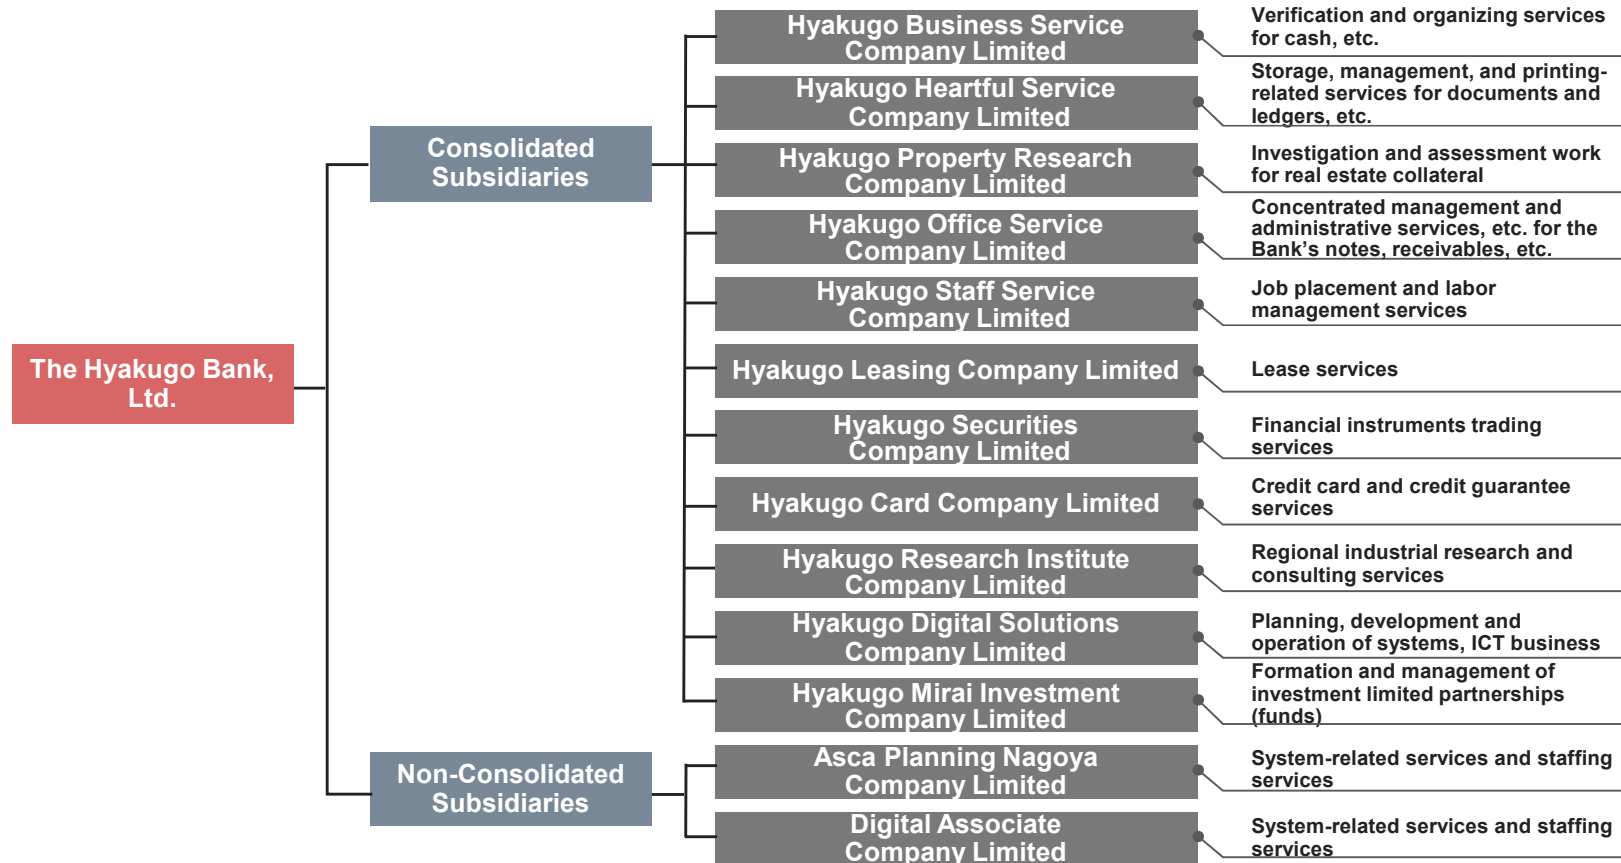 The Hyakugo Bank,
Ltd.
Consolidated
Subsidiaries
Hyakugo Business Service
Company Limited
Verification and organizing services
for cash, etc.
Hyakugo Heartful Service
Company Limited
Storage, management, and printing-
related services for documents and
ledgers, etc.
Hyakugo Property Research
Company Limited
Investigation and assessment work
for real estate collateral
Hyakugo Office Service
Company Limited
Concentrated management and
administrative services, etc. for the
Bank’s notes, receivables, etc.
Hyakugo Staff Service
Company Limited
Job placement and labor
management services
Hyakugo Leasing Company Limited
Lease services
Hyakugo Securities
Company Limited
Financial instruments trading
services
Hyakugo Card Company Limited
Credit card and credit guarantee
services
Hyakugo Research Institute
Company Limited
Regional industrial research and
consulting services
Hyakugo Digital Solutions
Company Limited
Planning, development and
operation of systems, ICT business
Hyakugo Mirai Investment
Company Limited
Formation and management of
investment limited partnerships
(funds)
Non-Consolidated
Subsidiaries
Asca Planning Nagoya
Company Limited
System-related services and staffing
services
Digital Associate
Company Limited
System-related services and staffing
services